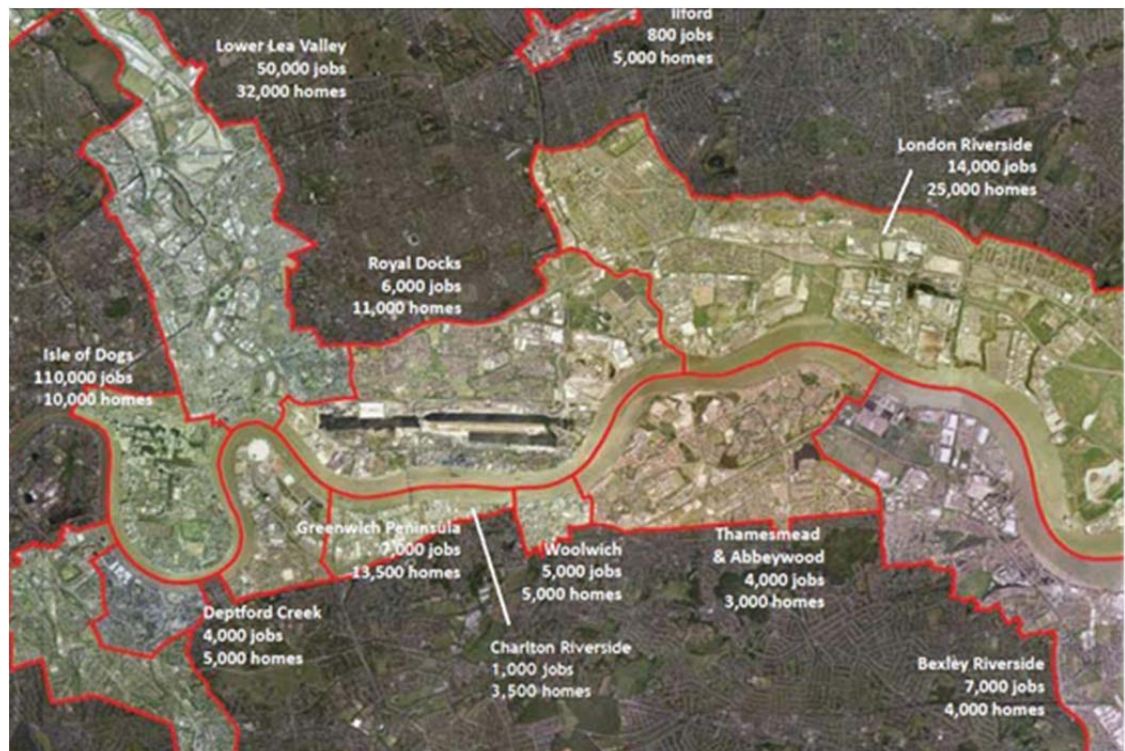 Ilford
800 jobs
5,000 homes
Lower Lea Valley
50,000 jobs
32,000 homes
London Riverside
14,000 jobs
25,000 homes
Royal Docks
6,000 jobs
11,000 homes
Isle of Dogs
110,000 jobs
10,000 homes
Greenwich Peninsula
7,000 jobs
13,500 homes
Woolwich
5,000 jobs
5,000 homes
Thamesmead
& Abbeywood
4,000 jobs
3,000 homes
Deptford Creek
4,000 jobs
5,000 homes
Charlton Riverside
1,000 jobs
3,500 homes
Bexley Riverside
7,000 jobs
4,000 homes